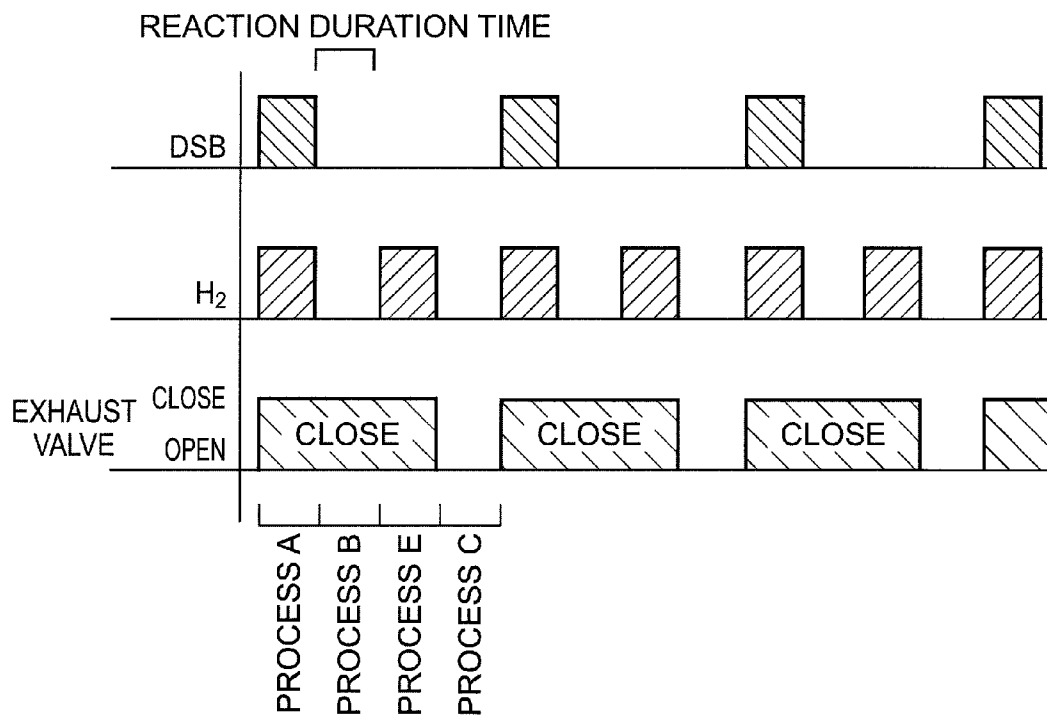 REACTION DURATION TIME
DSB
H₂
EXHAUST VALVE
CLOSE
OPEN
CLOSE
CLOSE
CLOSE
PROCESS A
PROCESS B
PROCESS E
PROCESS C